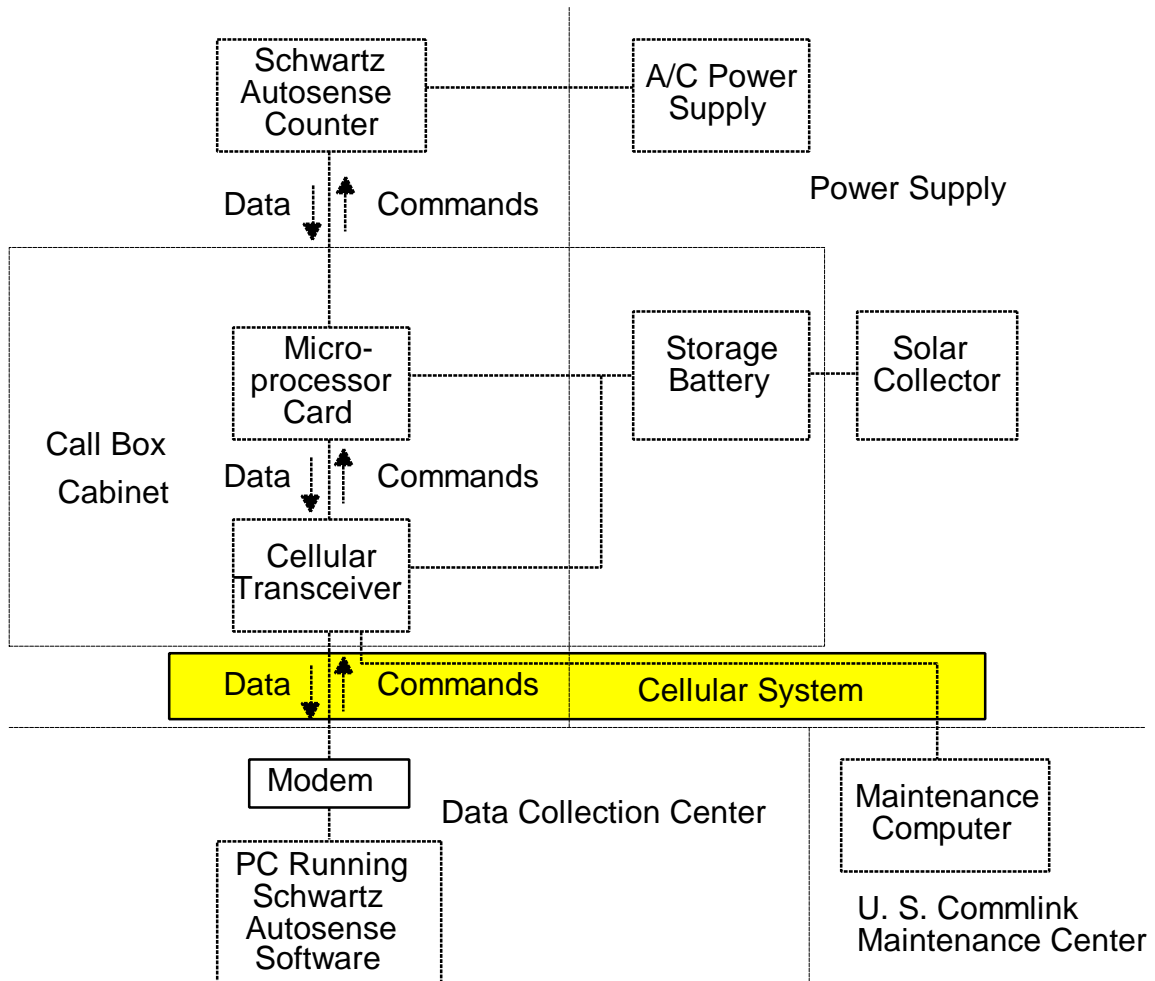 Schwartz
Autosense
Counter
A/C Power
Supply
Power Supply
Data
Commands
Micro-
processor
Card
Storage
Battery
Solar
Collector
Call Box
Cabinet
Data
Commands
Cellular
Transceiver
Data
Commands
Cellular System
Modem
Data Collection Center
Maintenance
Computer
PC Running
Schwartz
Autosense
Software
U. S. Commlink
Maintenance Center